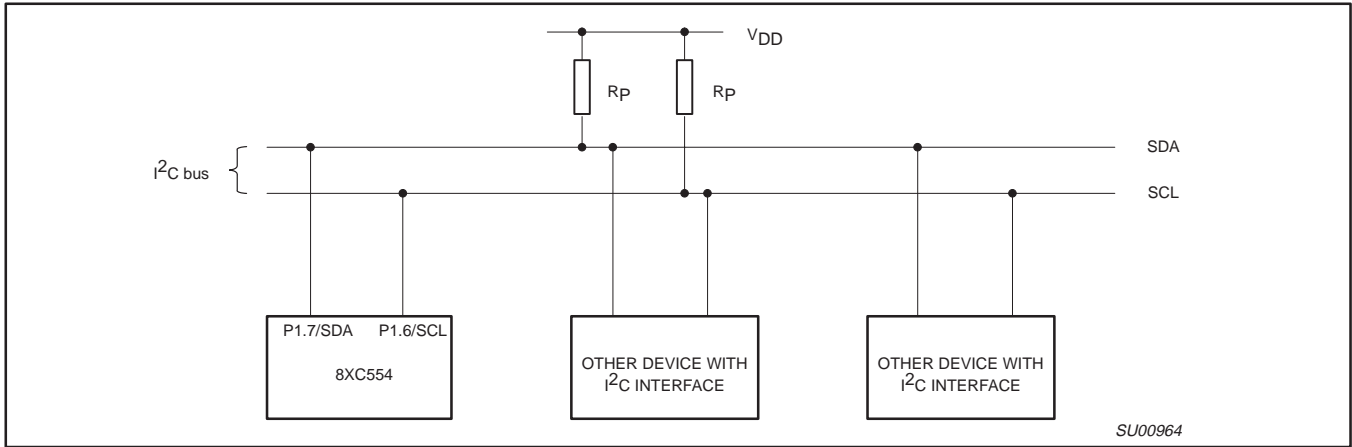 VDD
RP
RP
SDA
I2C bus
SCL
P1.7/SDA
P1.6/SCL
8XC554
OTHER DEVICE WITH
I2C INTERFACE
OTHER DEVICE WITH
I2C INTERFACE
SU00964